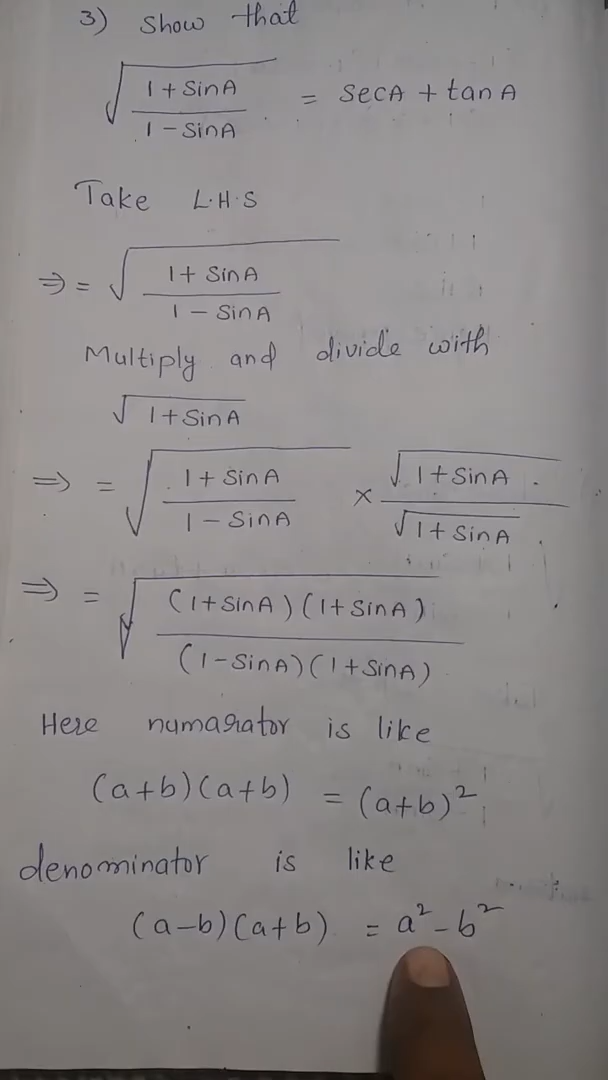 3) Show that
√(1+SinA / 1-SinA) = SecA + tanA
Take L.H.S
⇒ = √(1+SinA / 1-SinA)
Multiply and divide with
√1+SinA
⇒ = √(1+SinA / 1-SinA) × √1+SinA / √1+SinA
⇒ = √((1+SinA)(1+SinA) / (1-SinA)(1+SinA))
Here numarator is like
(a+b)(a+b) = (a+b)²
denominator is like
(a-b)(a+b) = a²-b²